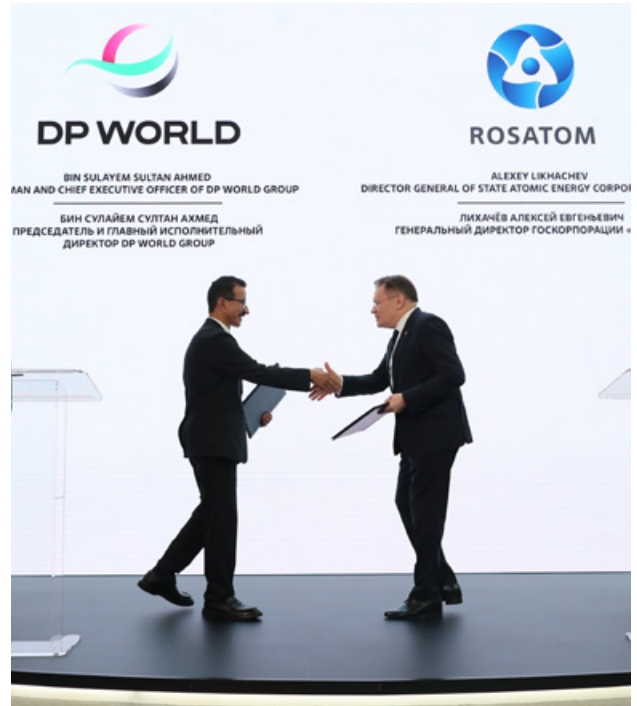 DP WORLD
BIN SULAYEM SULTAN AHMED
MAN AND CHIEF EXECUTIVE OFFICER OF DP WORLD GROUP
БИН СУЛАЙЕМ СУЛТАН АХМЕД
ПРЕДСЕДАТЕЛЬ И ГЛАВНЫЙ ИСПОЛНИТЕЛЬНЫЙ
ДИРЕКТОР DP WORLD GROUP
ROSATOM
ALEXEY LIKHACHEV
DIRECTOR GENERAL OF STATE ATOMIC ENERGY
ЛИХАЧЁВ АЛЕКСЕЙ ЕВГЕНЬЕВИЧ
ГЕНЕРАЛЬНЫЙ ДИРЕКТОР ГОСКОРПОРАЦИИ «